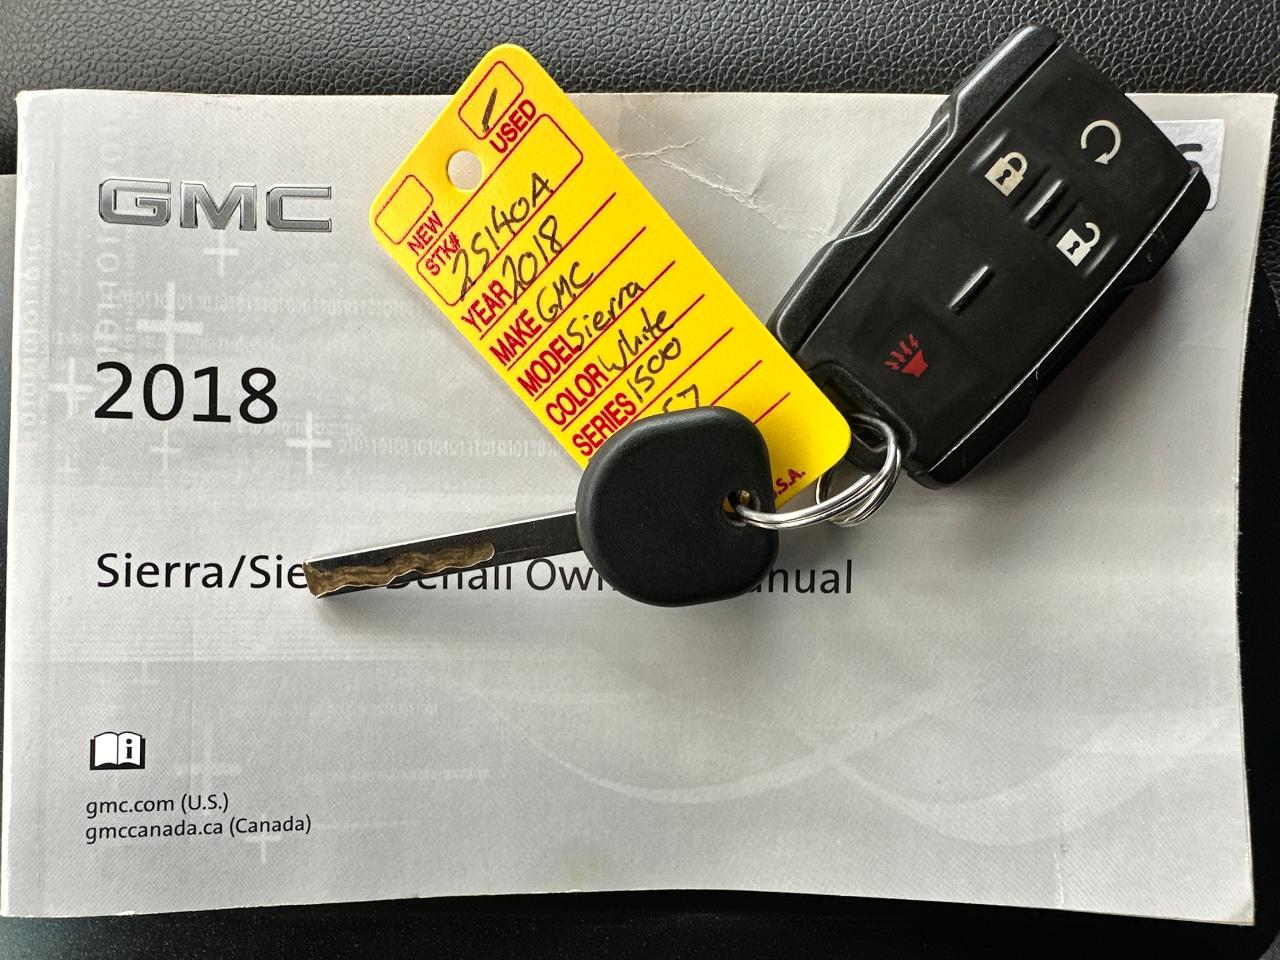 GMC
2018
Sierra/Sie Denali Own anual
gmc.com (U.S.)
gmccanada.ca (Canada)
NEW
USED
STK# 25140A
YEAR 2018
MAKE GMC
MODEL Sierra
COLOR White
SERIES 1500
57
.S.A.